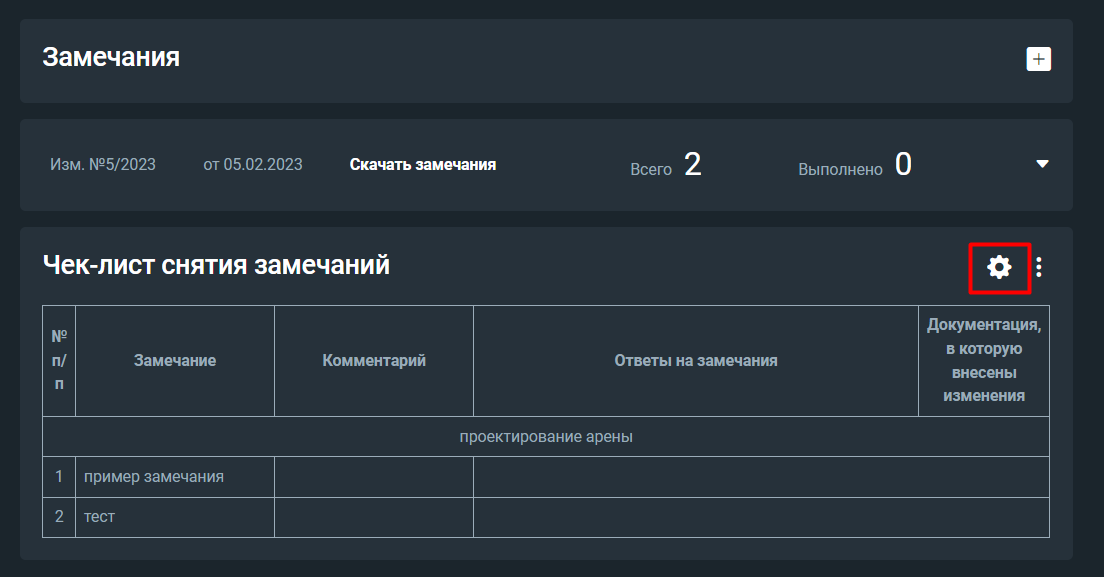 Замечания
Изм. №5/2023 от 05.02.2023 Скачать замечания Всего 2 Выполнено 0
Чек-лист снятия замечаний
№ п/п Замечание Комментарий Ответы на замечания Документация, в которую внесены изменения
проектирование арены
1 пример замечания
2 тест